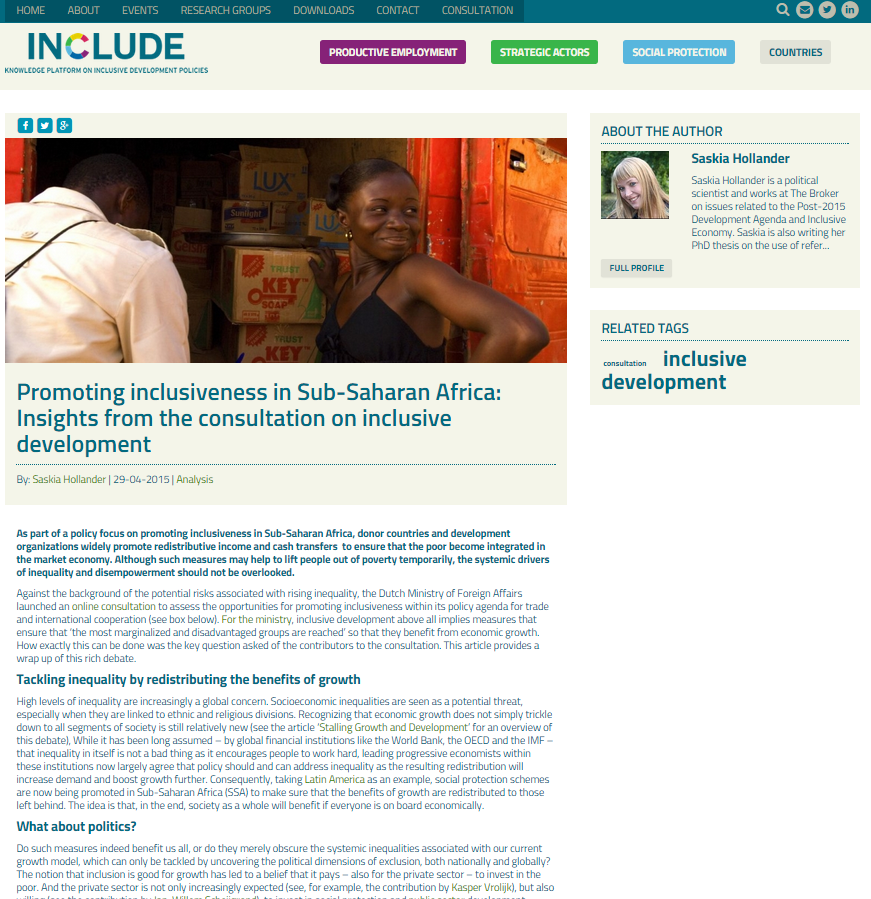 HOME ABOUT EVENTS RESEARCH GROUPS DOWNLOADS CONTACT CONSULTATION
INCLUDE
KNOWLEDGE PLATFORM ON INCLUSIVE DEVELOPMENT POLICIES
PRODUCTIVE EMPLOYMENT STRATEGIC ACTORS SOCIAL PROTECTION COUNTRIES
LUX
Sunlight
LUX
TRUST
KEY
SOAP
TRUST
KEY
Promoting inclusiveness in Sub-Saharan Africa:
Insights from the consultation on inclusive
development
By: Saskia Hollander | 29-04-2015 | Analysis
As part of a policy focus on promoting inclusiveness in Sub-Saharan Africa, donor countries and development
organizations widely promote redistributive income and cash transfers to ensure that the poor become integrated in
the market economy. Although such measures may help to lift people out of poverty temporarily, the systemic drivers
of inequality and disempowerment should not be overlooked.
Against the background of the potential risks associated with rising inequality, the Dutch Ministry of Foreign Affairs
launched an online consultation to assess the opportunities for promoting inclusiveness within its policy agenda for trade
and international cooperation (see box below). For the ministry, inclusive development above all implies measures that
ensure that 'the most marginalized and disadvantaged groups are reached' so that they benefit from economic growth.
How exactly this can be done was the key question asked of the contributors to the consultation. This article provides a
wrap up of this rich debate.
Tackling inequality by redistributing the benefits of growth
High levels of inequality are increasingly a global concern. Socioeconomic inequalities are seen as a potential threat,
especially when they are linked to ethnic and religious divisions. Recognizing that economic growth does not simply trickle
down to all segments of society is still relatively new (see the article 'Stalling Growth and Development' for an overview of
this debate), While it has been long assumed – by global financial institutions like the World Bank, the OECD and the IMF –
that inequality in itself is not a bad thing as it encourages people to work hard, leading progressive economists within
these institutions now largely agree that policy should and can address inequality as the resulting redistribution will
increase demand and boost growth further. Consequently, taking Latin America as an example, social protection schemes
are now being promoted in Sub-Saharan Africa (SSA) to make sure that the benefits of growth are redistributed to those
left behind. The idea is that, in the end, society as a whole will benefit if everyone is on board economically.
What about politics?
Do such measures indeed benefit us all, or do they merely obscure the systemic inequalities associated with our current
growth model, which can only be tackled by uncovering the political dimensions of exclusion, both nationally and globally?
The notion that inclusion is good for growth has led to a belief that it pays – also for the private sector – to invest in the
poor. And the private sector is not only increasingly expected (see, for example, the contribution by Kasper Vrolijk), but also
ABOUT THE AUTHOR
Saskia Hollander
Saskia Hollander is a political
scientist and works at The Broker
on issues related to the Post-2015
Development Agenda and Inclusive
Economy. Saskia is also writing her
PhD thesis on the use of refer...
FULL PROFILE
RELATED TAGS
consultation inclusive
development